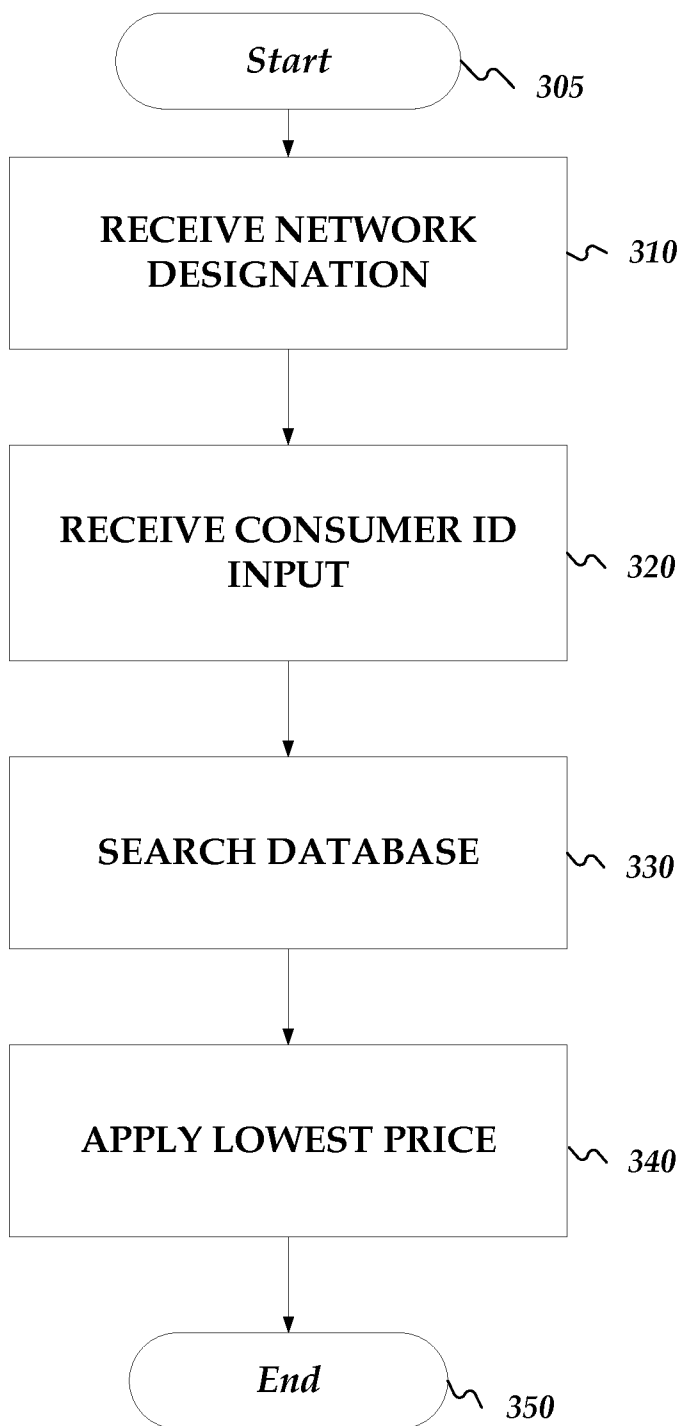 Start
305
RECEIVE NETWORK
DESIGNATION
310
RECEIVE CONSUMER ID
INPUT
320
SEARCH DATABASE
330
APPLY LOWEST PRICE
340
End
350